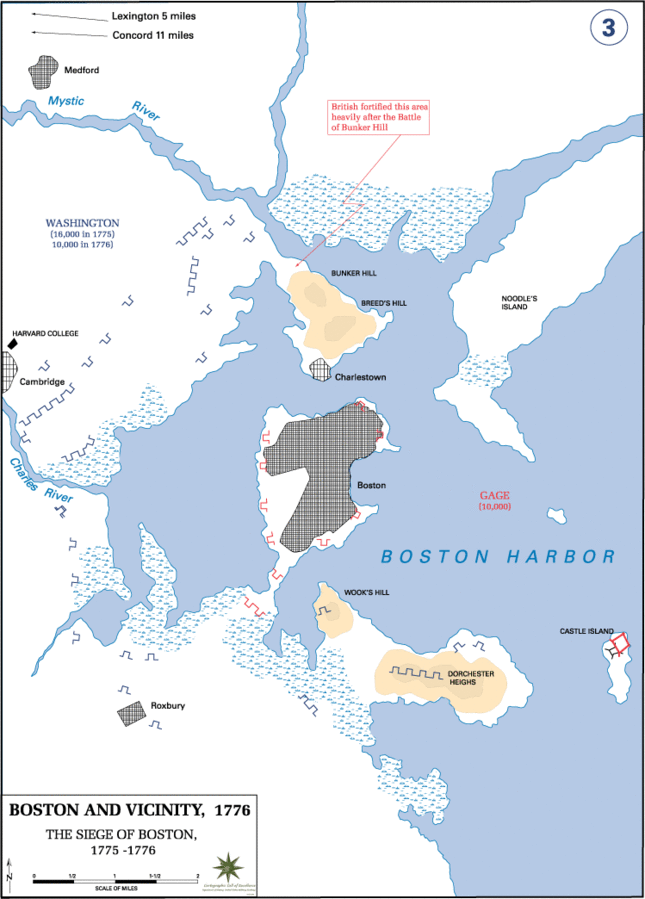 Lexington 5 miles
Concord 11 miles
3
Medford
Mystic River
British fortified this area
heavily after the Battle
of Bunker Hill
WASHINGTON
(16,000 in 1775)
10,000 in 1776)
BUNKER HILL
BREED'S HILL
NOODLE'S
ISLAND
HARVARD COLLEGE
Cambridge
Charlestown
Charles River
Boston
GAGE
(10,000)
BOSTON HARBOR
WOOK'S HILL
CASTLE ISLAND
DORCHESTER
HEIGHS
Roxbury
BOSTON AND VICINITY, 1776
THE SIEGE OF BOSTON,
1775 -1776
N
0 1/2 1 1-1/2 2
SCALE OF MILES